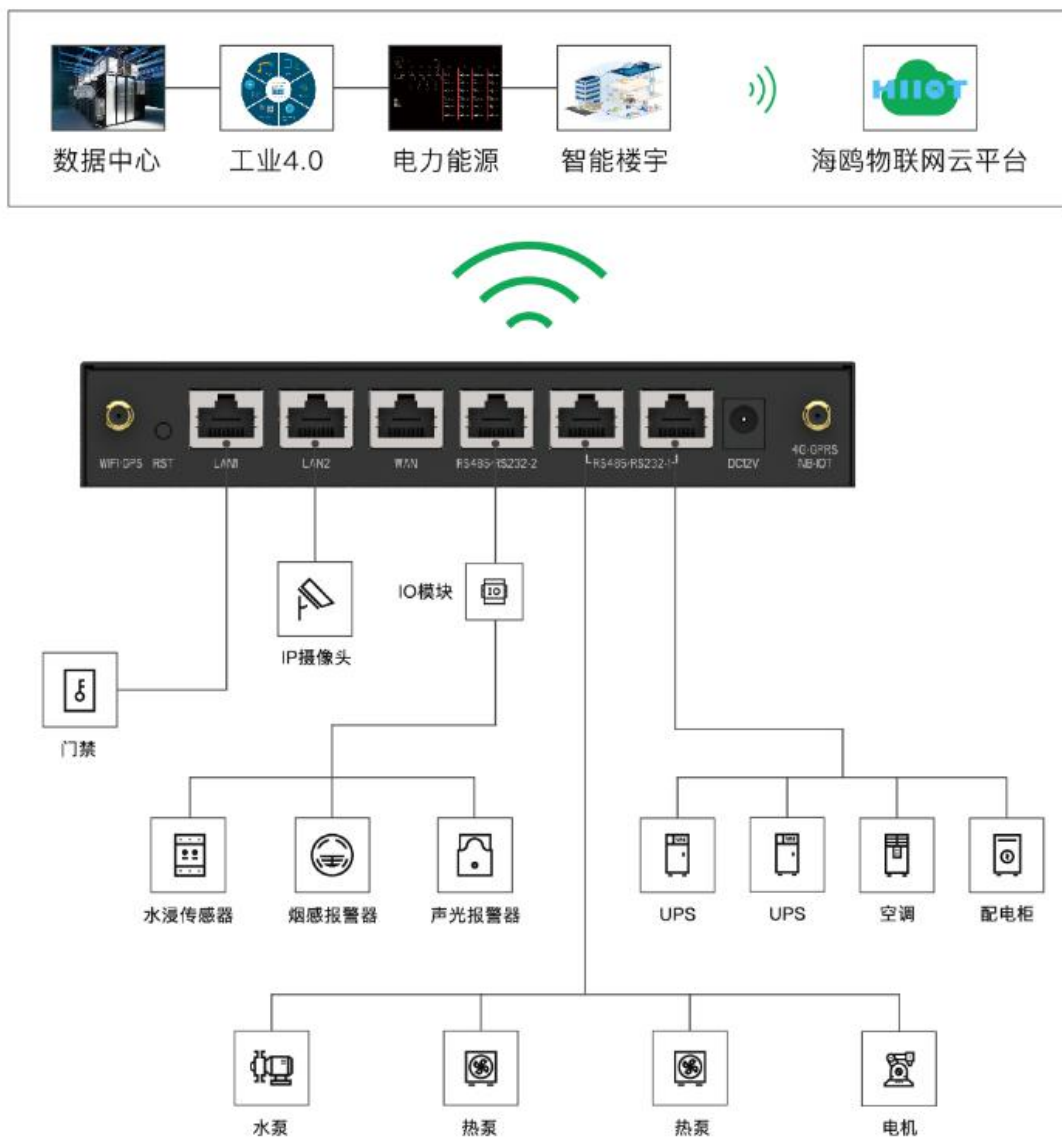 HIIOT
数据中心
工业4.0
电力能源
智能楼宇
海鸥物联网云平台
WIFI·GPS
RST
LAN1
LAN2
WAN
RS485·RS232-2
RS485·RS232-1
DC12V
4G·GPRS
NB-IOT
IO模块
IO
IP摄像头
门禁
水浸传感器
烟感报警器
声光报警器
UPS
UPS
空调
配电柜
水泵
热泵
热泵
电机